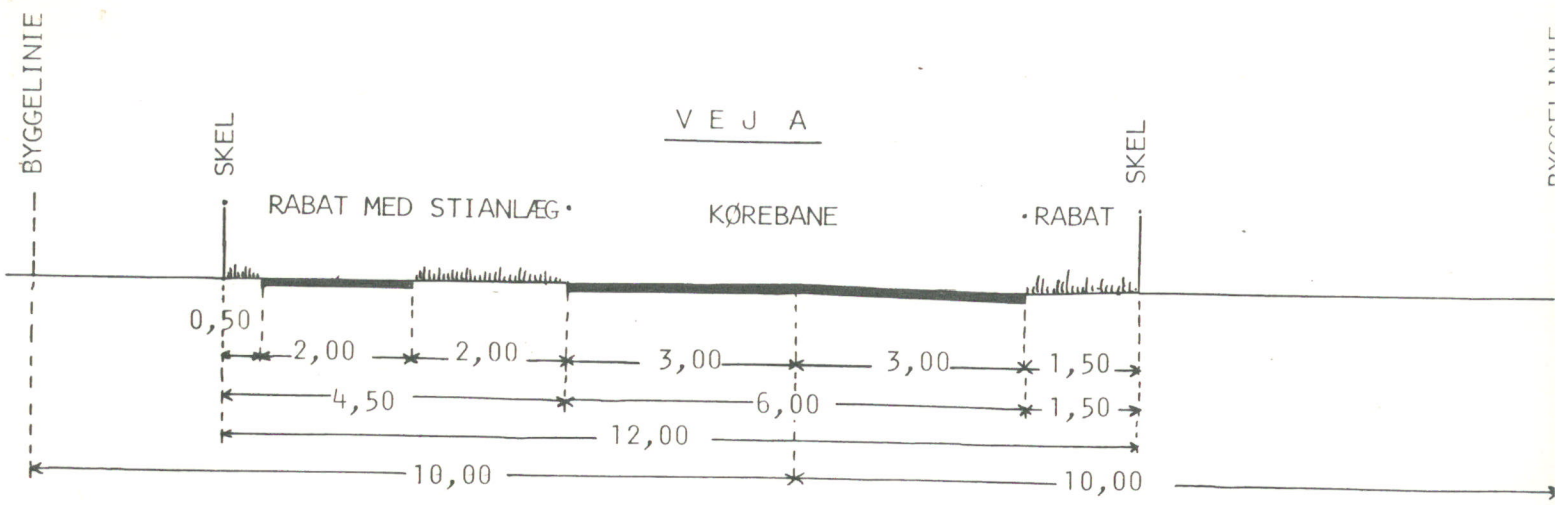 BYGGELINIE
SKEL
VEJ A
SKEL
RABAT MED STIANLÆG
KØREBANE
RABAT
0,50
2,00 2,00 3,00 3,00 1,50
4,50 6,00 1,50
12,00
10,00 10,00